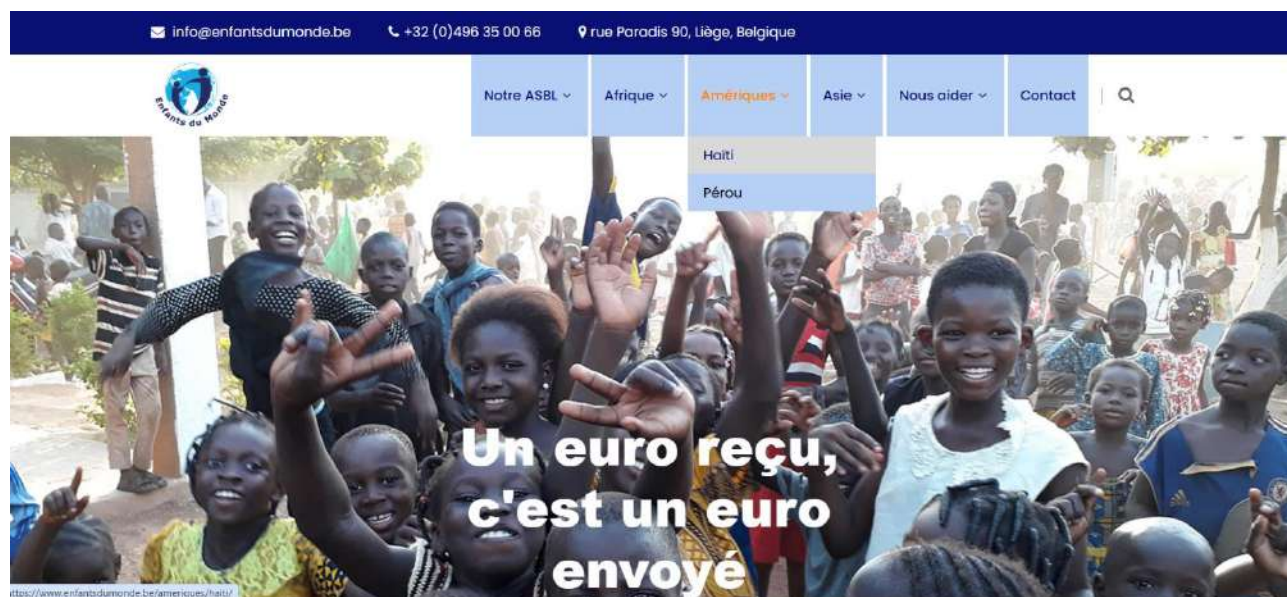 info@enfantsdumonde.be +32 (0)496 35 00 66 rue Paradis 90, Liège, Belgique
Enfants du Monde
Notre ASBL Afrique Amériques Asie Nous aider Contact
Haïti
Pérou
Un euro reçu,
c'est un euro
envoyé
https://www.enfantsdumonde.be/ameriques/haiti/